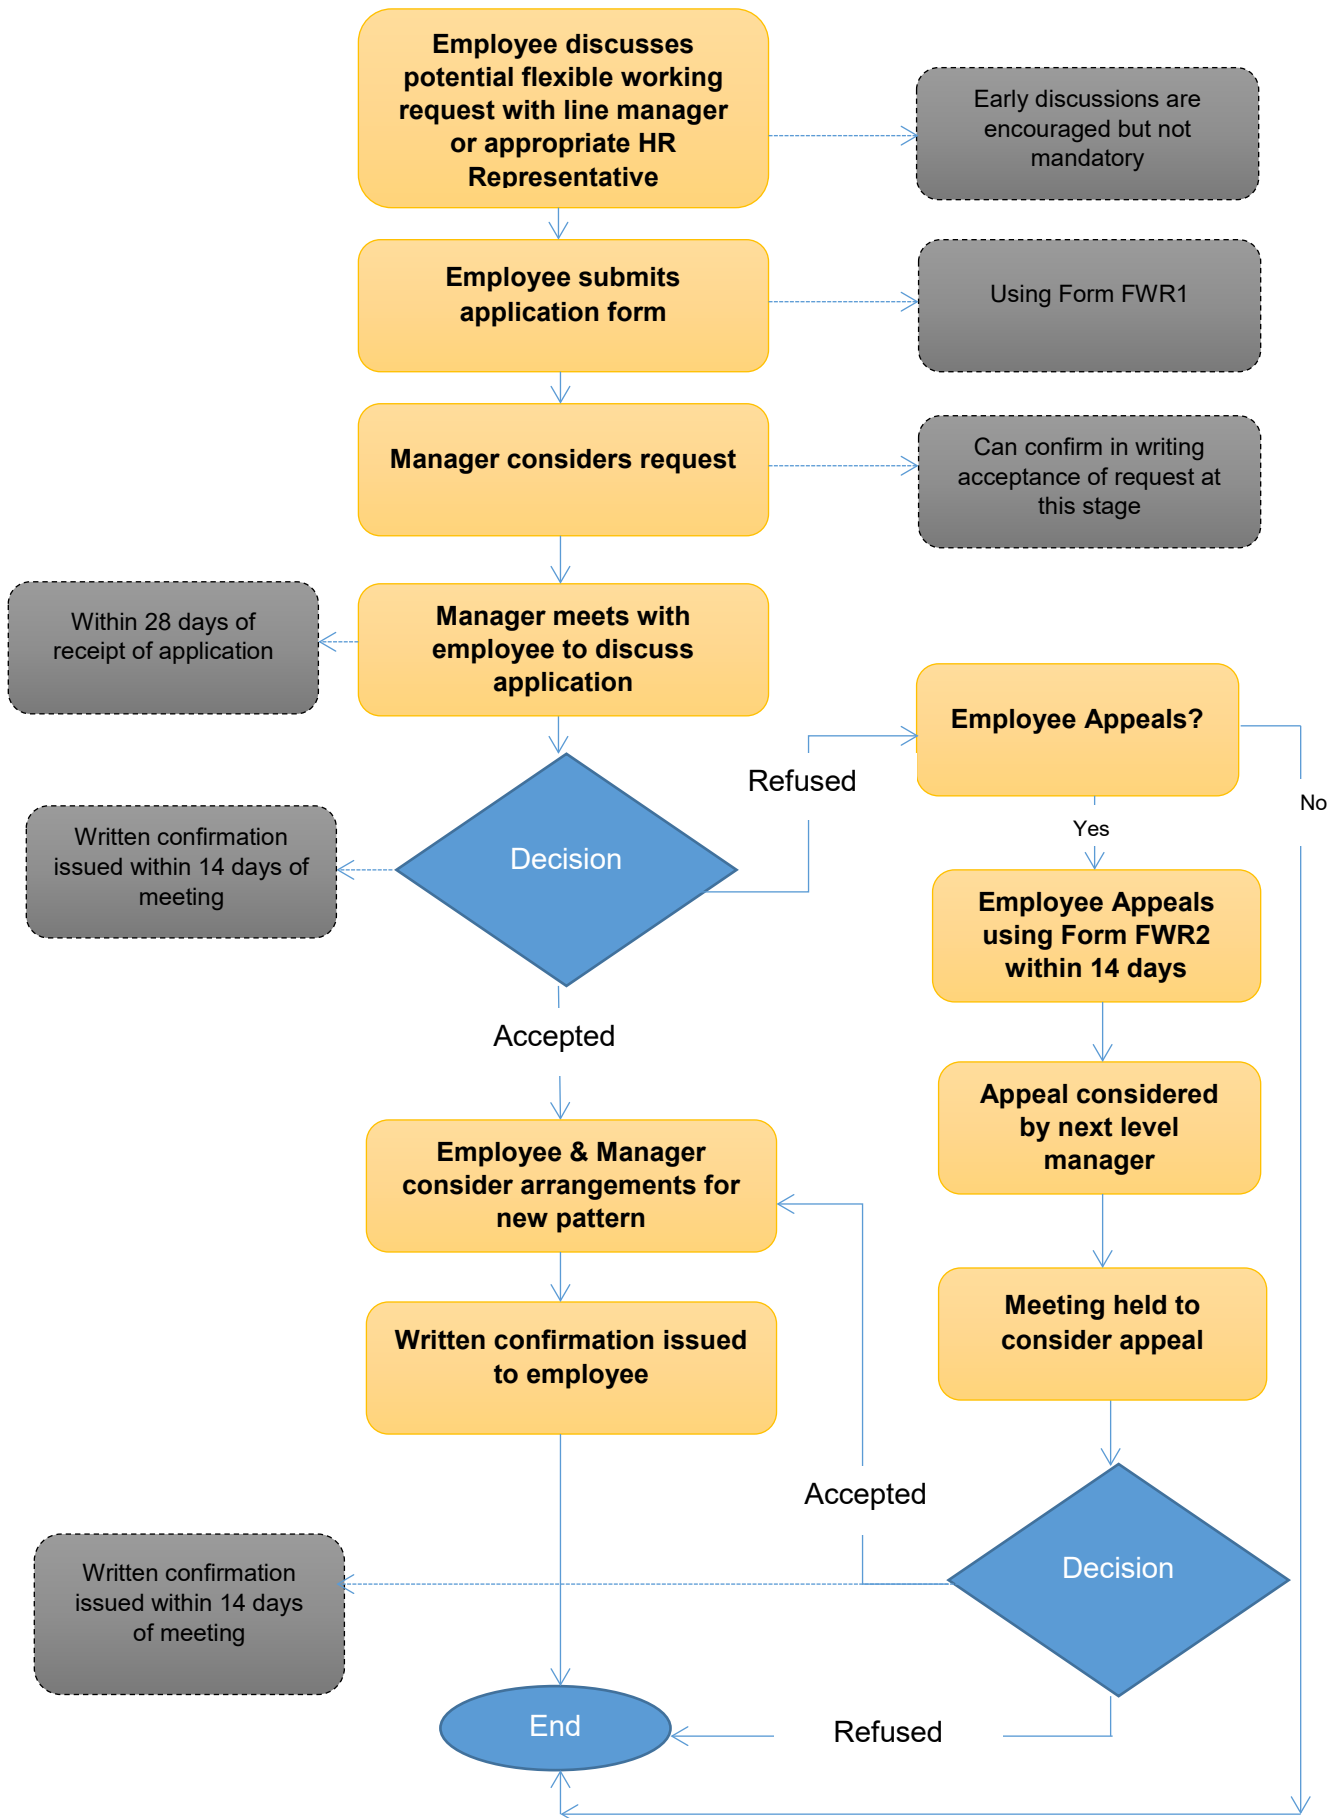 Employee discusses
potential flexible working
request with line manager
or appropriate HR
Representative
Early discussions are
encouraged but not
mandatory
Employee submits
application form
Using Form FWR1
Manager considers request
Can confirm in writing
acceptance of request at
this stage
Manager meets with
employee to discuss
application
Within 28 days of
receipt of application
Employee Appeals?
Refused
No
Yes
Decision
Written confirmation
issued within 14 days of
meeting
Employee Appeals
using Form FWR2
within 14 days
Accepted
Appeal considered
by next level
manager
Employee & Manager
consider arrangements for
new pattern
Meeting held to
consider appeal
Written confirmation issued
to employee
Accepted
Decision
Written confirmation
issued within 14 days
of meeting
End
Refused